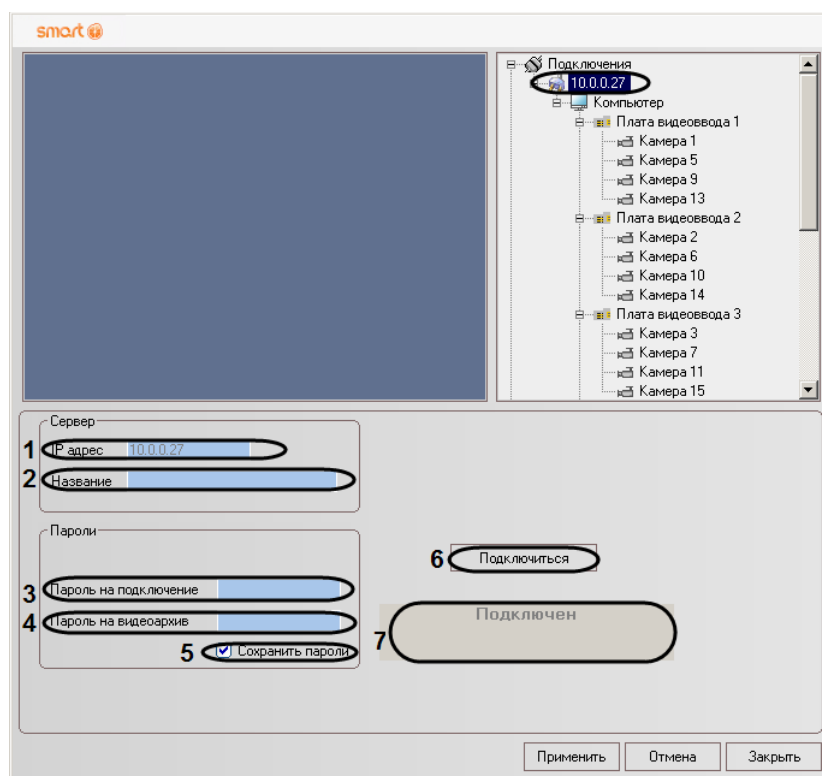 smart
Подключения
10.0.0.27
Компьютер
Плата видеоввода 1
Камера 1
Камера 5
Камера 9
Камера 13
Плата видеоввода 2
Камера 2
Камера 6
Камера 10
Камера 14
Плата видеоввода 3
Камера 3
Камера 7
Камера 11
Камера 15
Сервер
1 IP адрес 10.0.0.27
2 Название
Пароли
3 Пароль на подключение
4 Пароль на видеоархив
5 Сохранить пароли
6 Подключиться
7 Подключен
Применить Отмена Закрыть